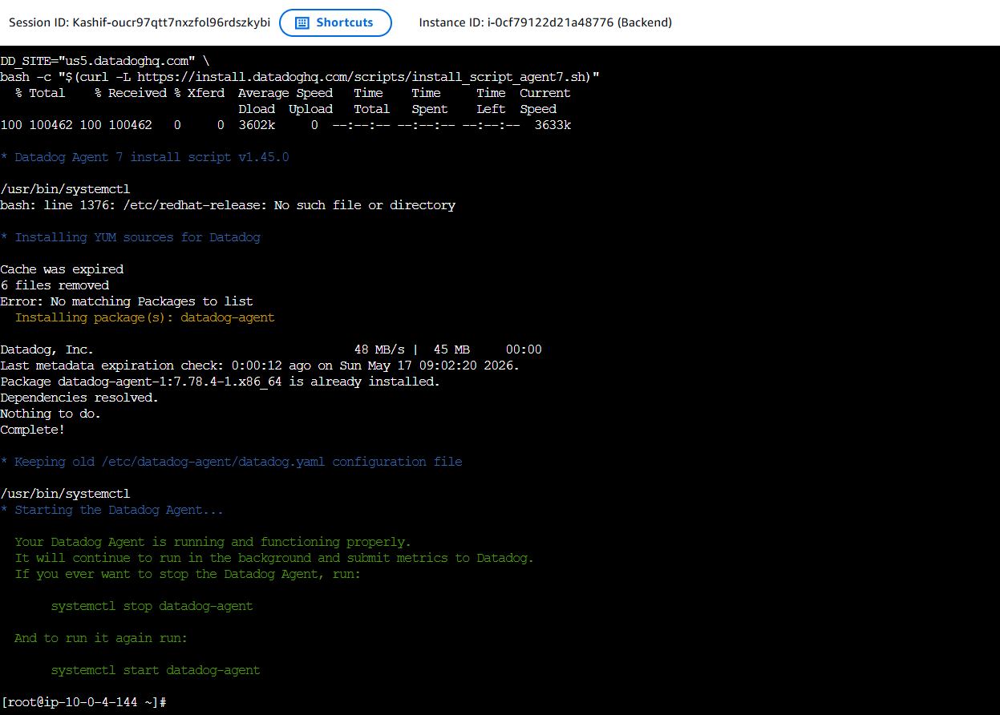 Session ID: Kashif-oucr97qtt7nxzfol96rdszkybi Shortcuts Instance ID: i-0cf79122d21a48776 (Backend)
DD_SITE="us5.datadoghq.com" \
bash -c "$(curl -L https://install.datadoghq.com/scripts/install_script_agent7.sh)"
% Total % Received % Xferd Average Speed Time Time Time Current
Dload Upload Total Spent Left Speed
100 100462 100 100462 0 0 3602k 0 --:--:-- --:--:-- --:--:-- 3633k
* Datadog Agent 7 install script v1.45.0
/usr/bin/systemctl
bash: line 1376: /etc/redhat-release: No such file or directory
* Installing YUM sources for Datadog
Cache was expired
6 files removed
Error: No matching Packages to list
Installing package(s): datadog-agent
Datadog, Inc. 48 MB/s | 45 MB 00:00
Last metadata expiration check: 0:00:12 ago on Sun May 17 09:02:20 2026.
Package datadog-agent-1:7.78.4-1.x86_64 is already installed.
Dependencies resolved.
Nothing to do.
Complete!
* Keeping old /etc/datadog-agent/datadog.yaml configuration file
/usr/bin/systemctl
* Starting the Datadog Agent...
Your Datadog Agent is running and functioning properly.
It will continue to run in the background and submit metrics to Datadog.
If you ever want to stop the Datadog Agent, run:
systemctl stop datadog-agent
And to run it again run:
systemctl start datadog-agent
[root@ip-10-0-4-144 ~]#